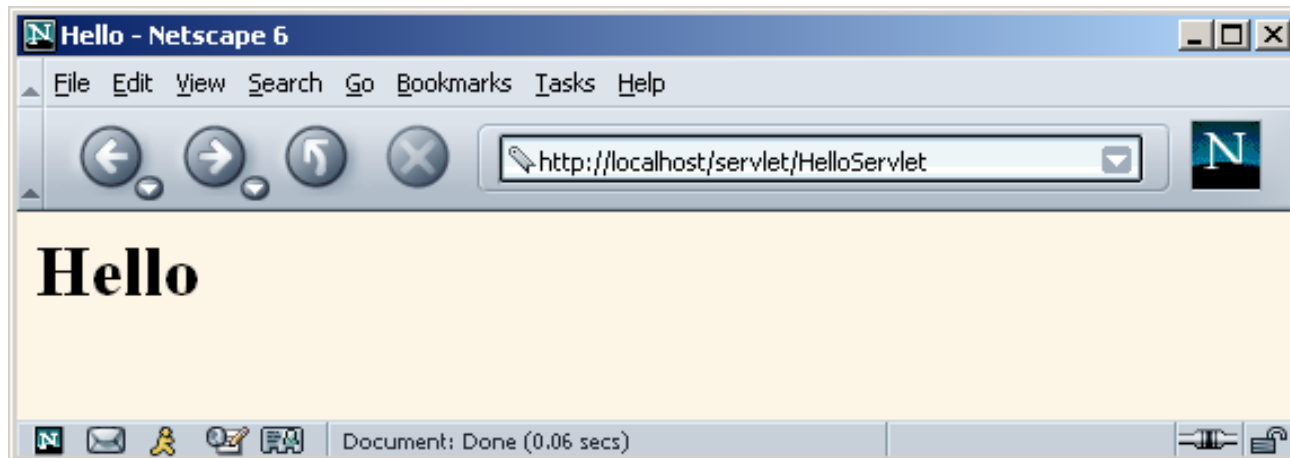 N Hello - Netscape 6
File Edit View Search Go Bookmarks Tasks Help
http://localhost/servlet/HelloServlet
N
Hello
N
Document: Done (0.06 secs)